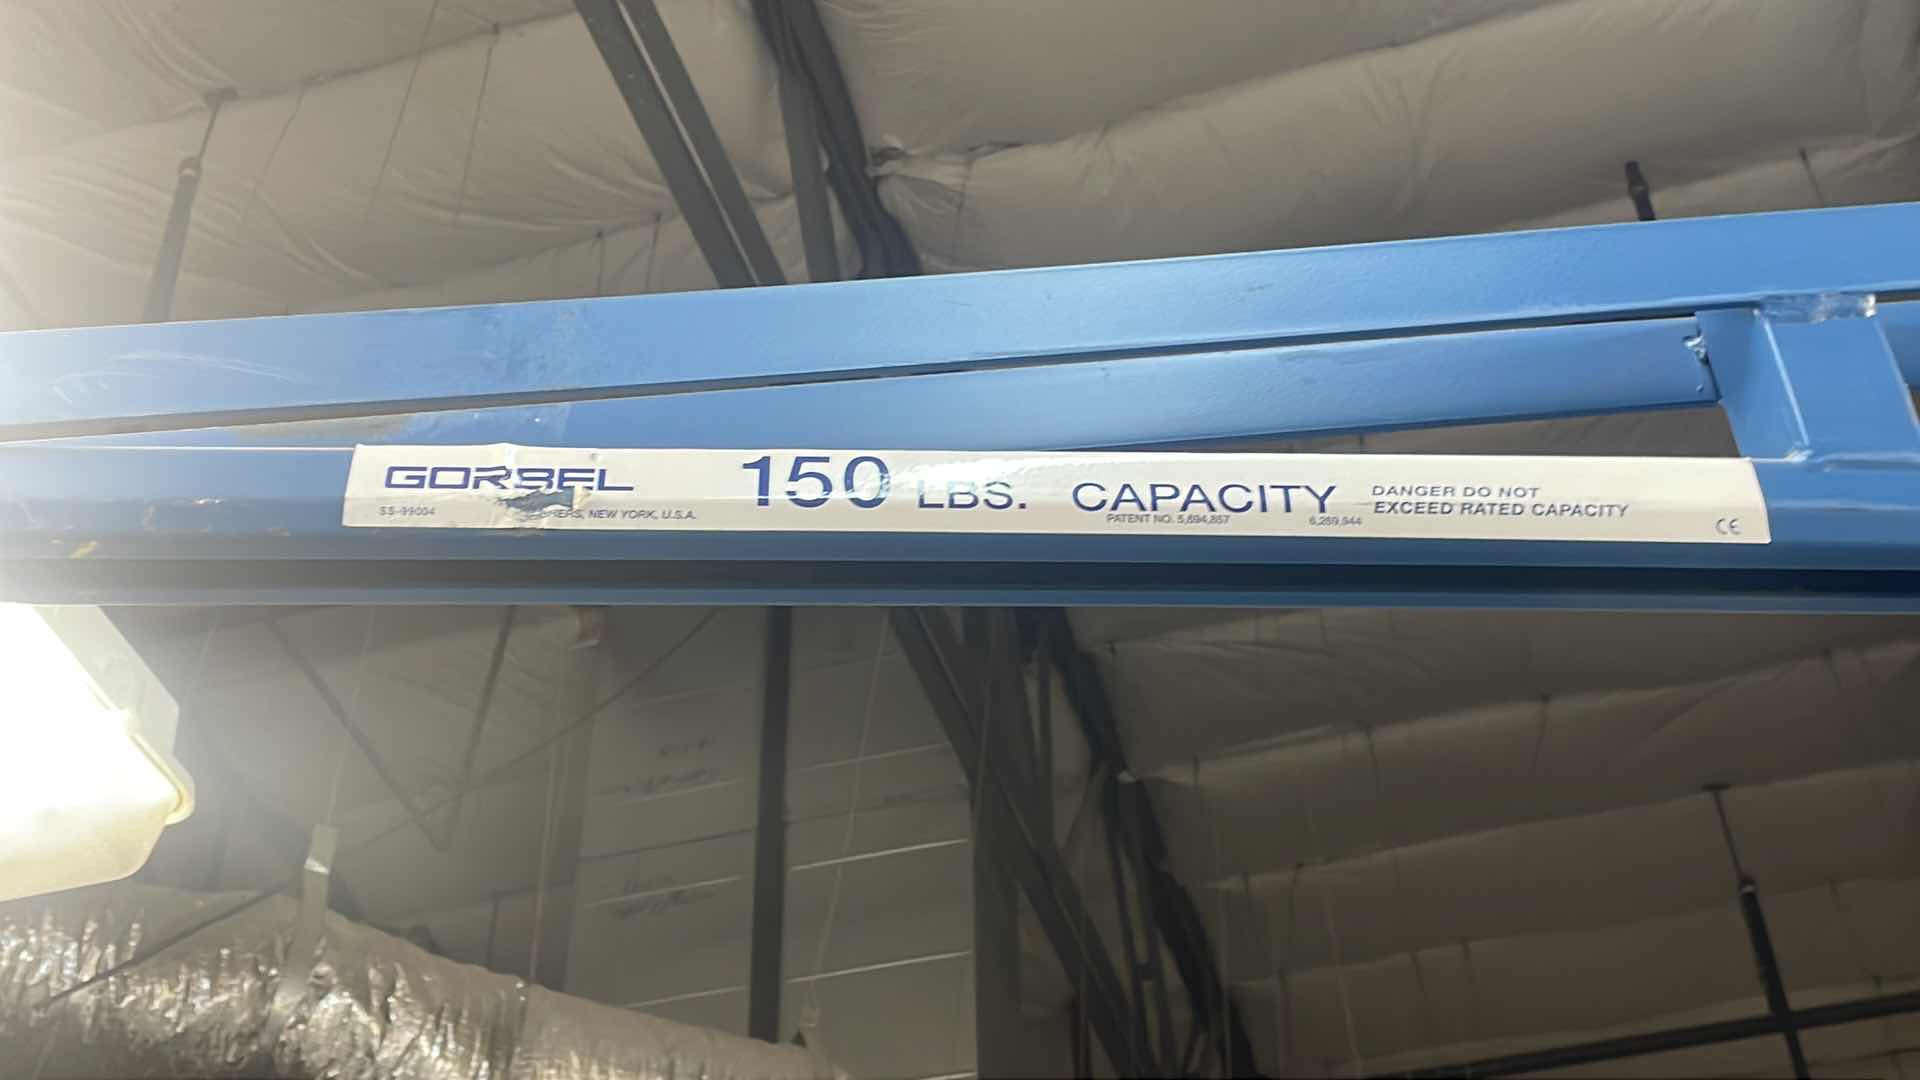 GORBEL
SS-99004
NEW YORK, U.S.A.
150 LBS. CAPACITY
PATENT NO. 5,894,857 6,269,944
DANGER DO NOT
EXCEED RATED CAPACITY
CE